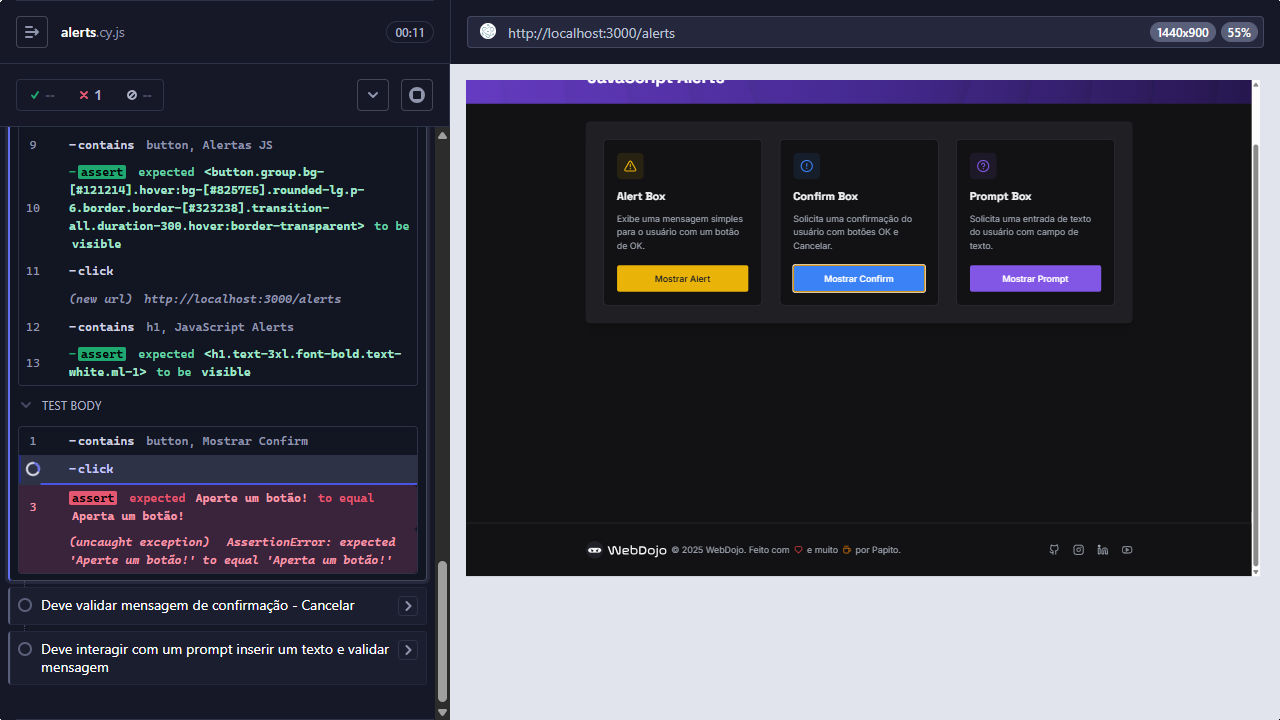 alerts.cy.js
00:11
http://localhost:3000/alerts
1440x900
55%
--
1
--
9 -contains button, Alertas JS
10 -assert expected <button.group.bg-
[#121214].hover:bg-[#8257E5].rounded-lg.p-
6.border.border-[#323238].transition-
all.duration-300.hover:border-transparent> to be
visible
11 -click
(new url) http://localhost:3000/alerts
12 -contains h1, JavaScript Alerts
13 -assert expected <h1.text-3xl.font-bold.text-
white.ml-1> to be visible
TEST BODY
1 -contains button, Mostrar Confirm
-click
3 assert expected Aperte um botão! to equal
Aperta um botão!
(uncaught exception) AssertionError: expected
'Aperte um botão!' to equal 'Aperta um botão!'
Deve validar mensagem de confirmação - Cancelar
Deve interagir com um prompt inserir um texto e validar
mensagem
JavaScript Alerts
Alert Box
Exibe uma mensagem simples
para o usuário com um botão
de OK.
Mostrar Alert
Confirm Box
Solicita uma confirmação do
usuário com botões OK e
Cancelar.
Mostrar Confirm
Prompt Box
Solicita uma entrada de texto
do usuário com campo de
texto.
Mostrar Prompt
WebDojo © 2025 WebDojo. Feito com e muito por Papito.